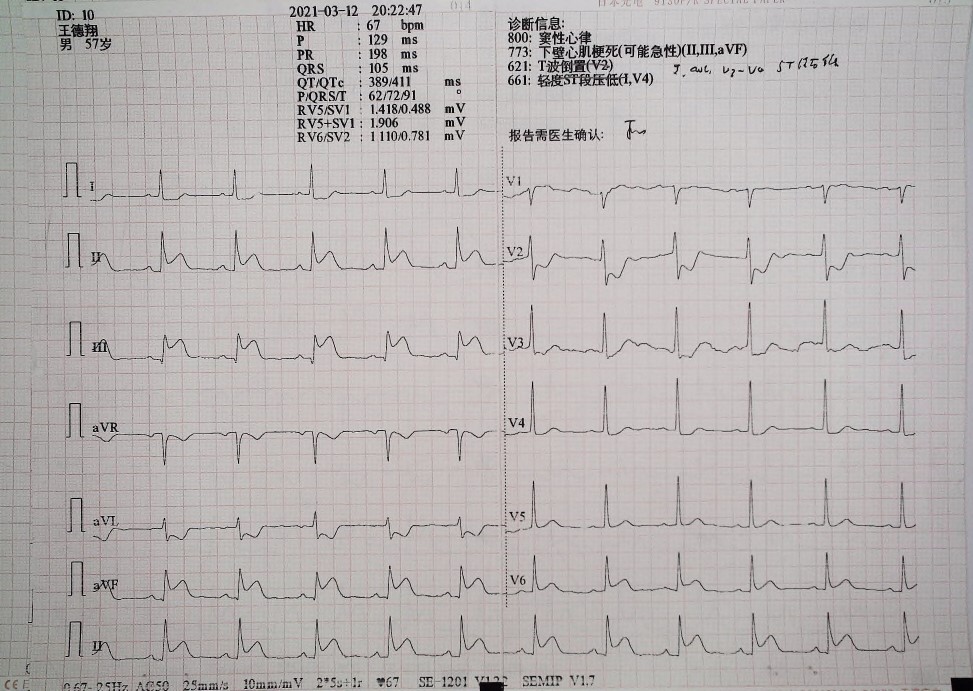 ID: 10
王德翔
男 57岁
2021-03-12 20:22:47
HR : 67 bpm
P : 129 ms
PR : 198 ms
QRS : 105 ms
QT/QTc : 389/411 ms
P/QRS/T : 62/72/91 °
RV5/SV1 : 1.418/0.488 mV
RV5+SV1 : 1.906 mV
RV6/SV2 : 1 110/0.781 mV
诊断信息:
800: 窦性心律
773: 下壁心肌梗死(可能急性)(II,III,aVF)
621: T波倒置(V2)
661: 轻度ST段压低(I,V4)
报告需医生确认:
I
II
III
aVR
aVL
aVF
II
V1
V2
V3
V4
V5
V6
0.67~25Hz AC50 25mm/s 10mm/mV 2*5s+1r ♥67 SE-1201 SEMIP V1.7